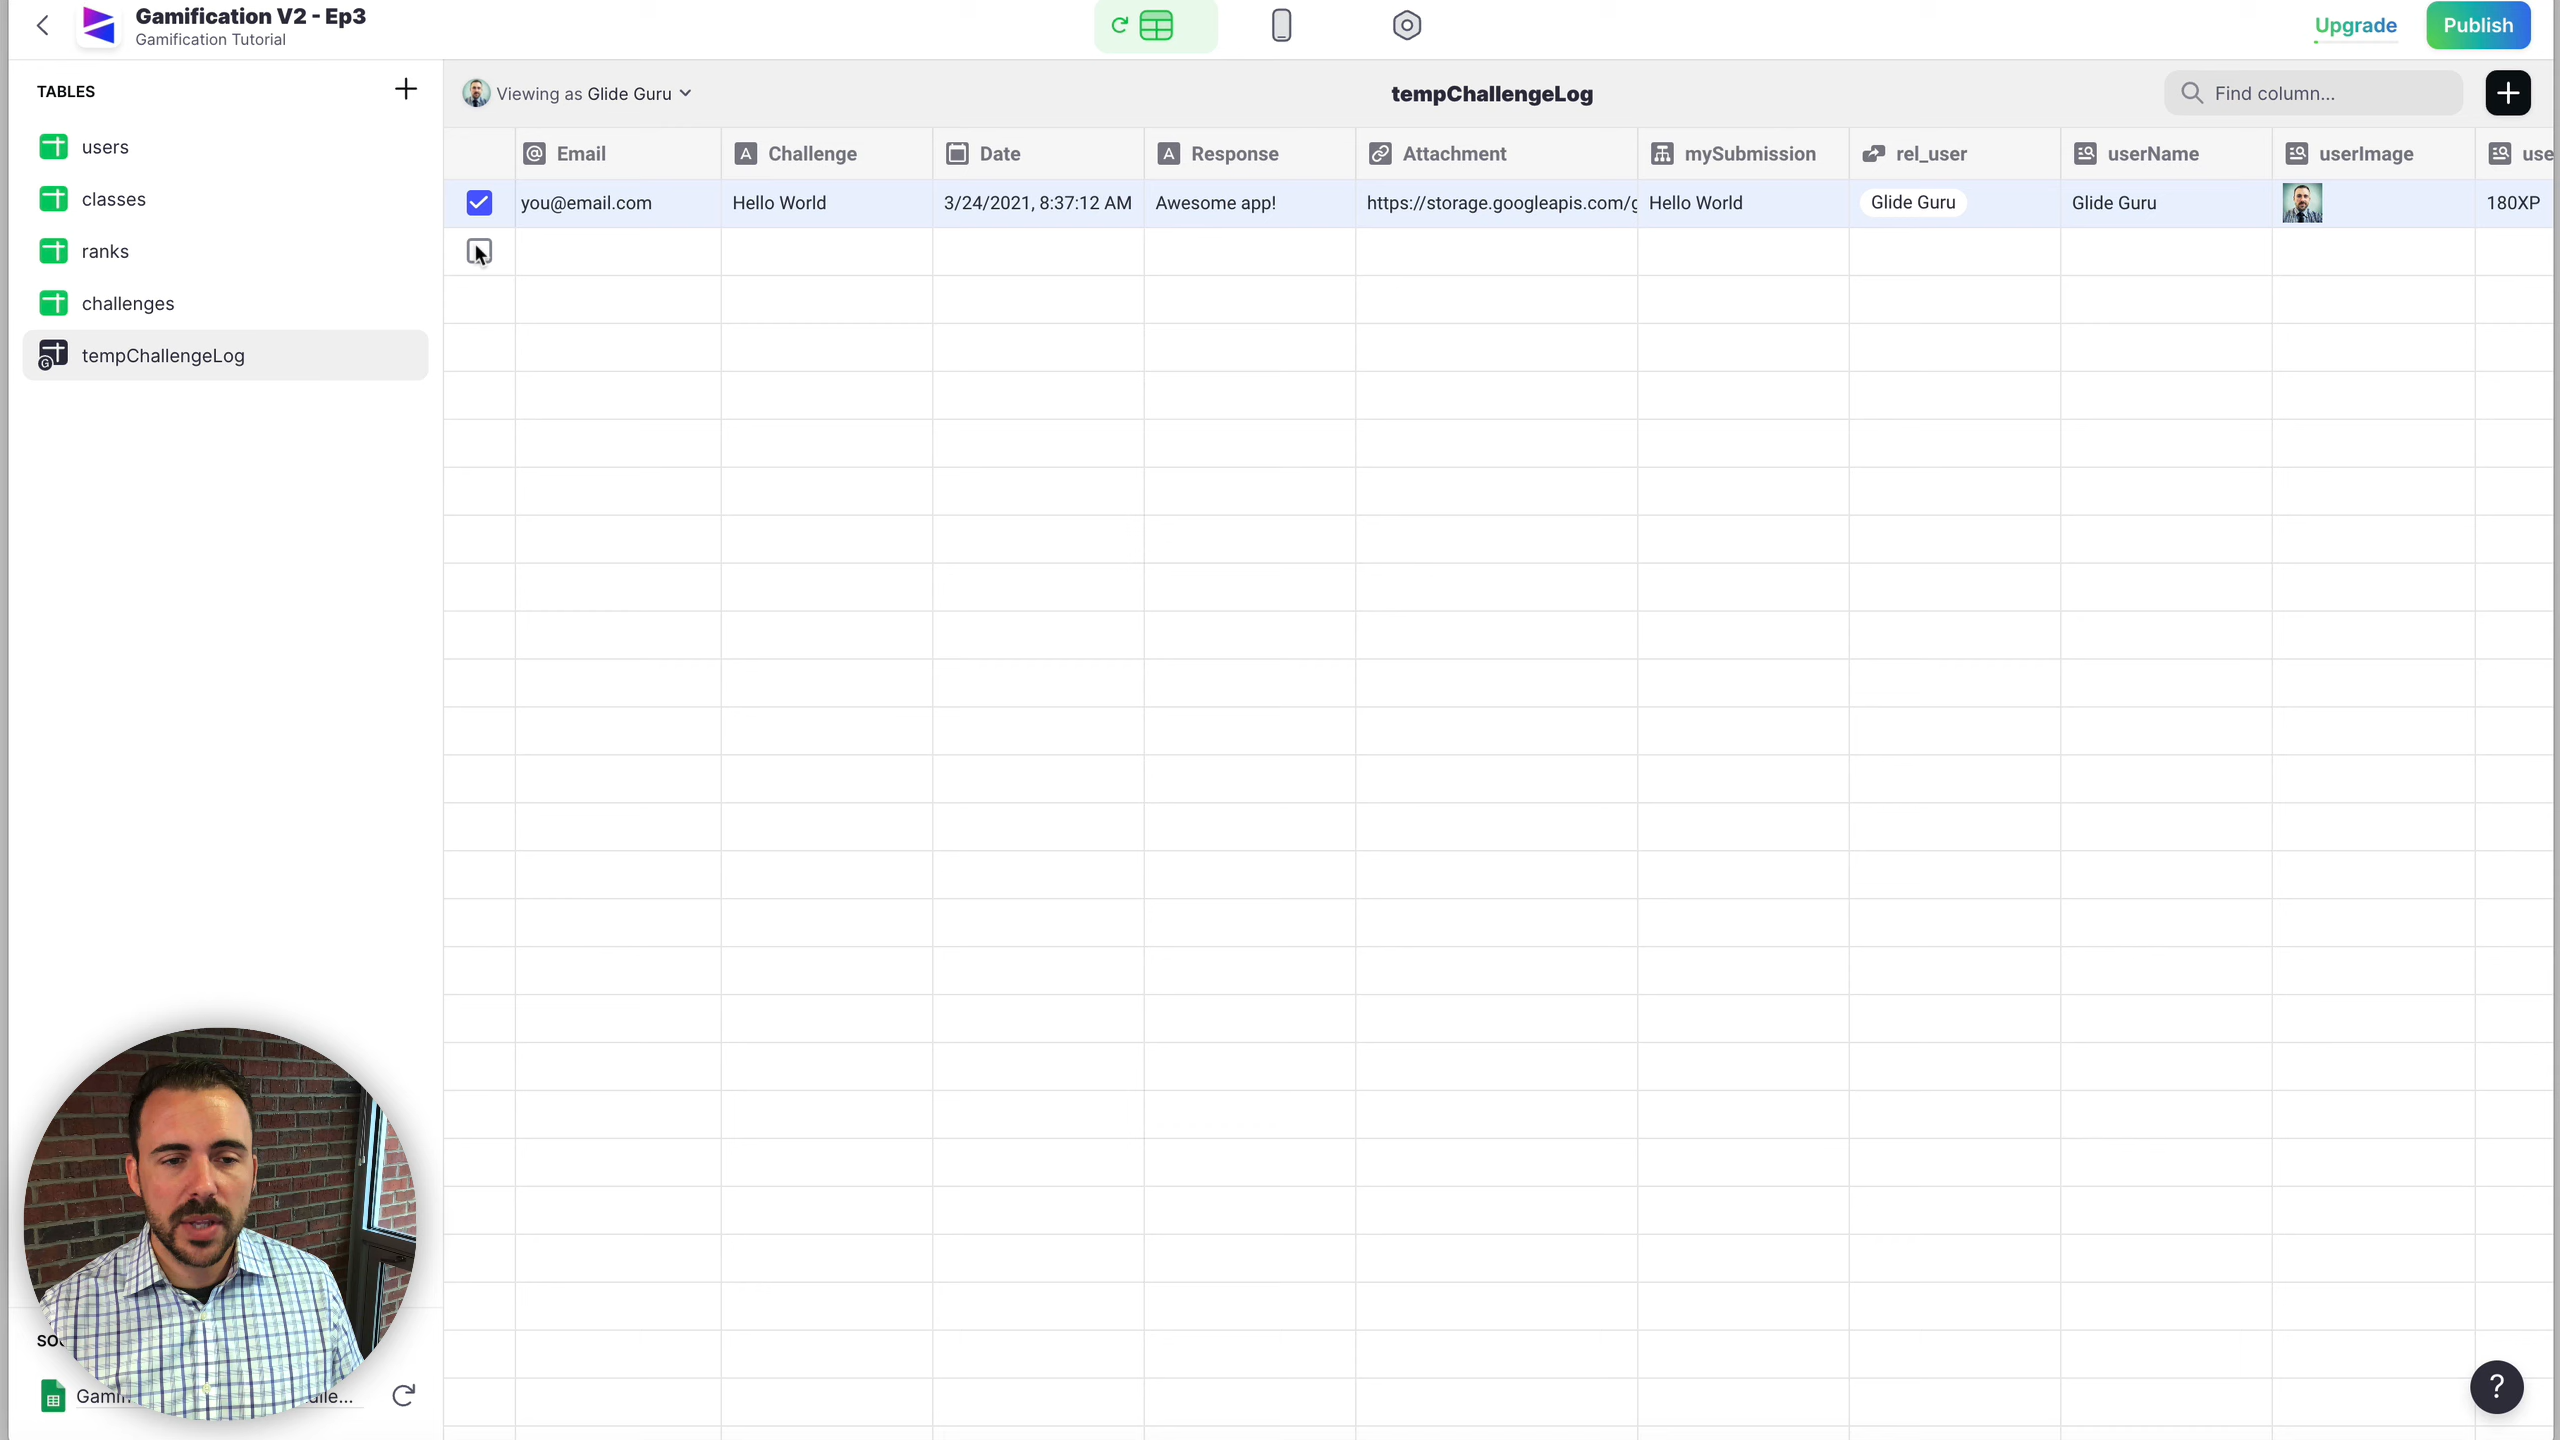 Gamification V2 - Ep3
Gamification Tutorial
Upgrade
Publish
TABLES
users
classes
ranks
challenges
tempChallengeLog
Viewing as Glide Guru
tempChallengeLog
Find column...
Email Challenge Date Response Attachment mySubmission rel_user userName userImage use
you@email.com Hello World 3/24/2021, 8:37:12 AM Awesome app! https://storage.googleapis.com/g Hello World Glide Guru Glide Guru 180XP
?